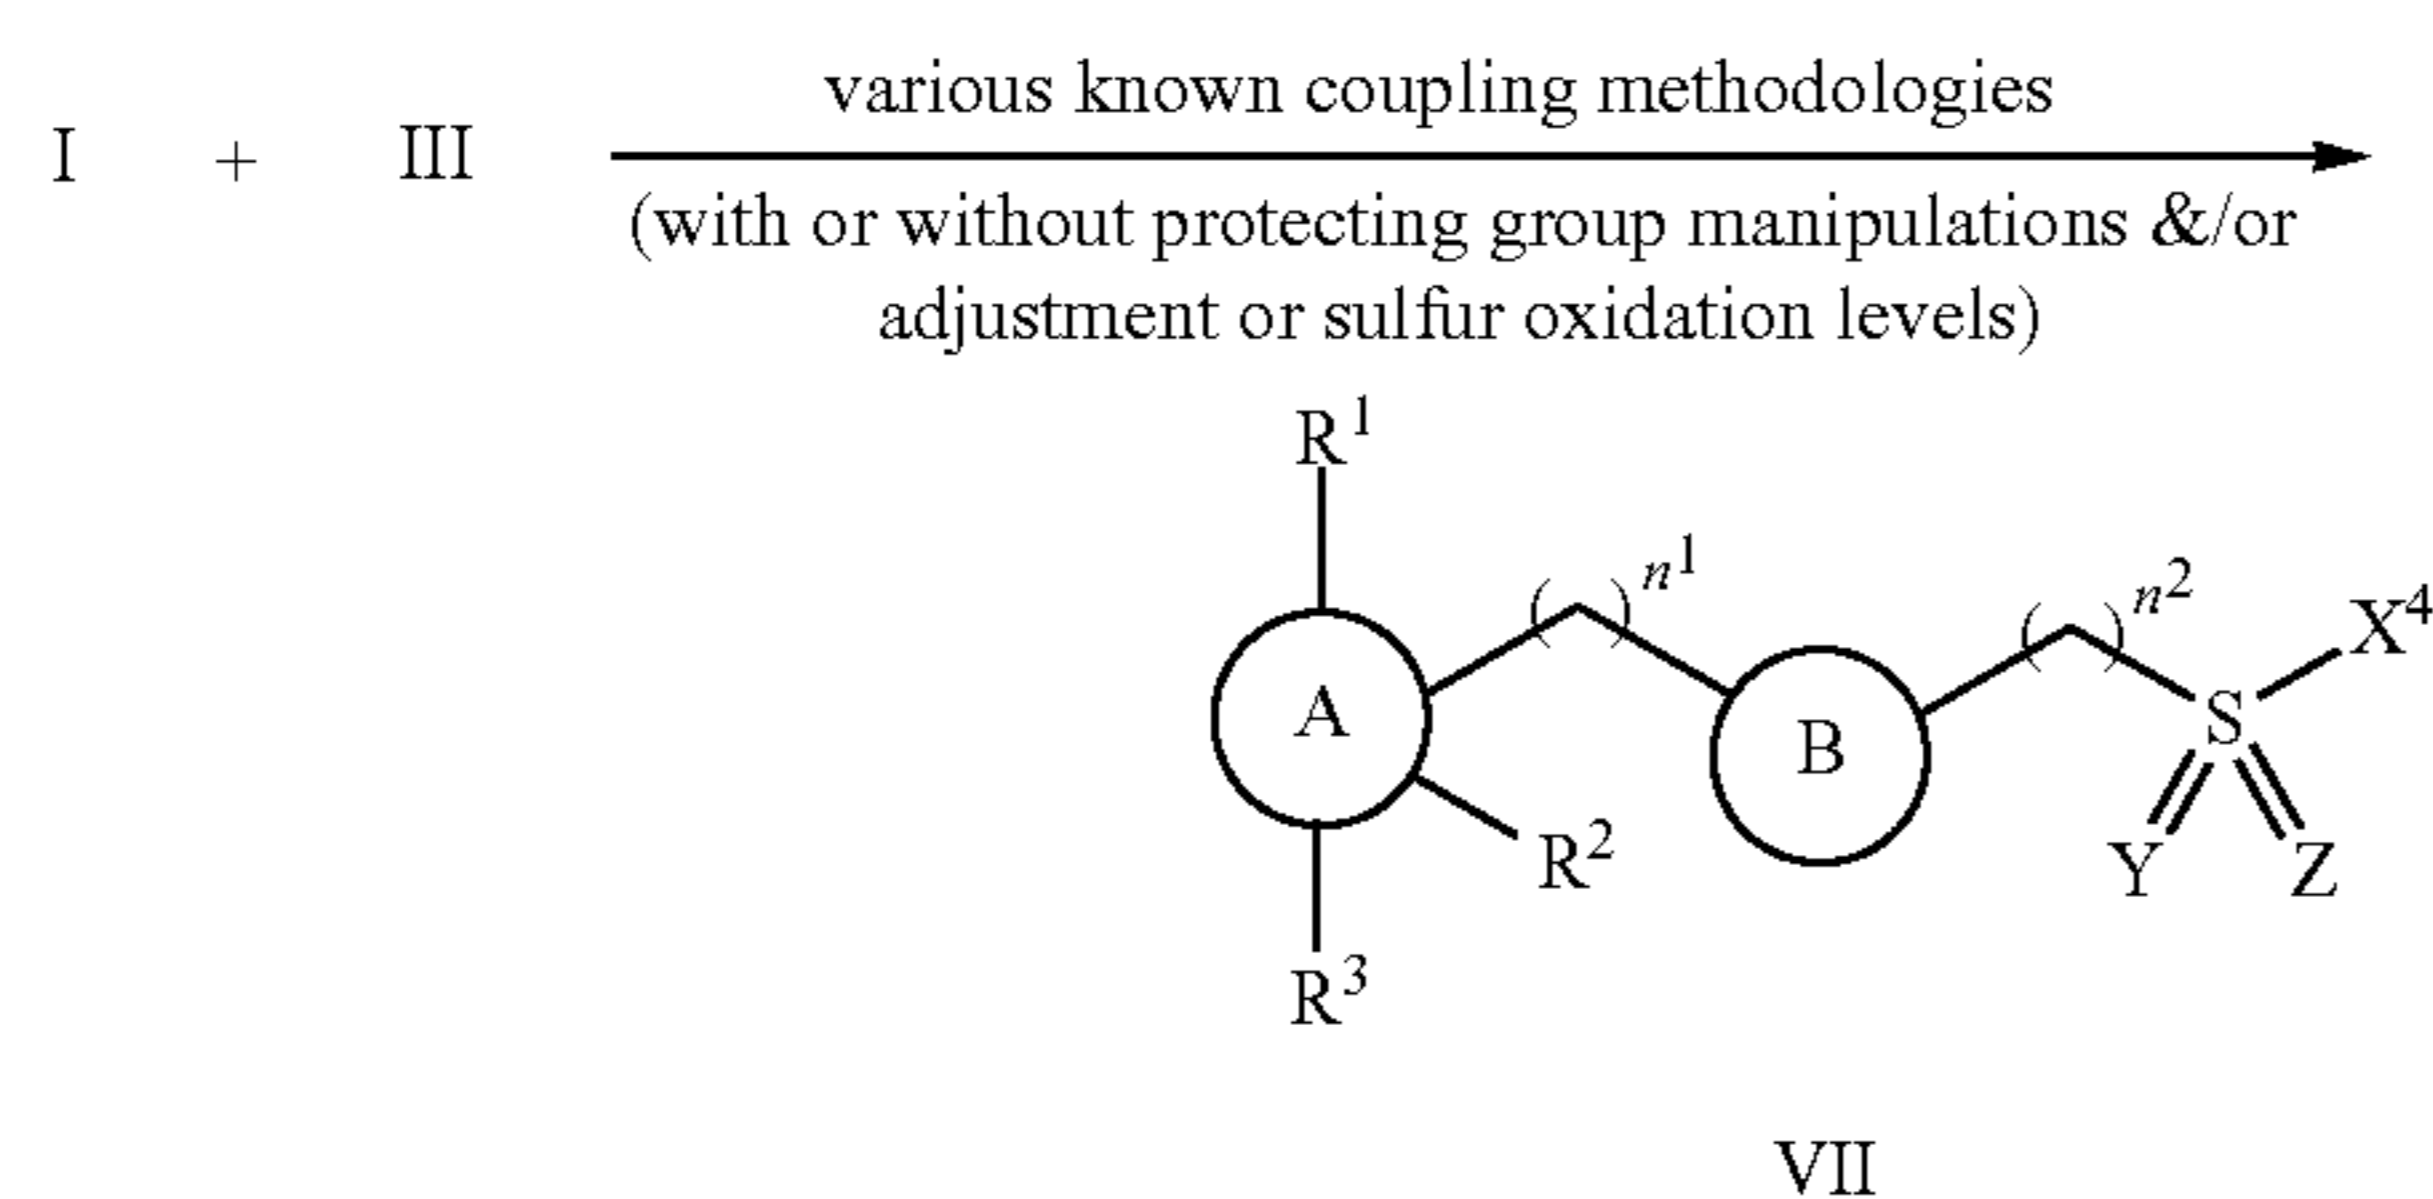 various known coupling methodologies
I + III
(with or without protecting group manipulations &/or
adjustment or sulfur oxidation levels)
R1
n1
n2
X4
A
B
S
R2
Y
Z
R3
VII